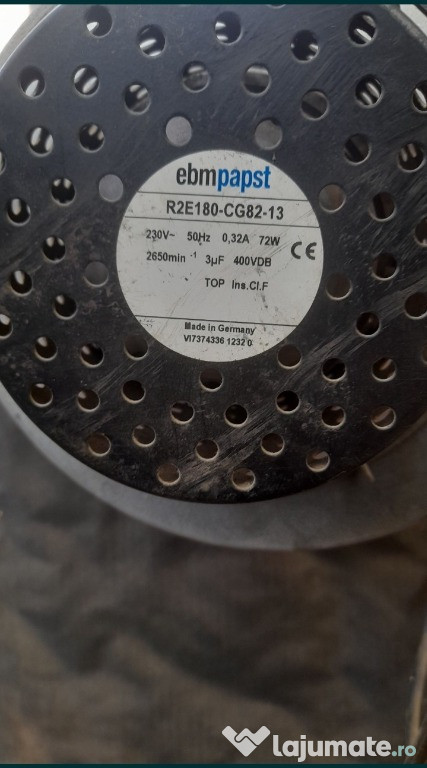 ebmpapst
R2E180-CG82-13
230V~ 50Hz 0,32A 72W
2650min -1 3µF 400VDB
CE
TOP Ins.Cl.F
Made in Germany
VI7374336 1232 0
lajumate.ro